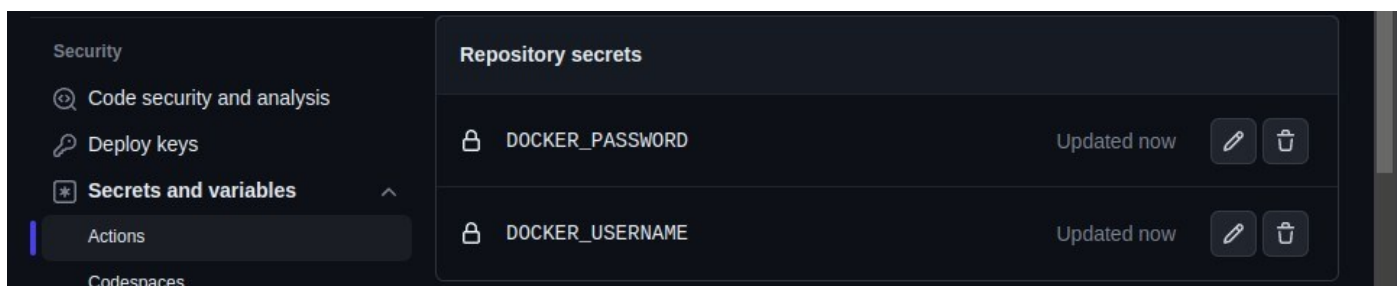 Security
Code security and analysis
Deploy keys
Secrets and variables
Actions
Codespaces
Repository secrets
DOCKER_PASSWORD
Updated now
DOCKER_USERNAME
Updated now